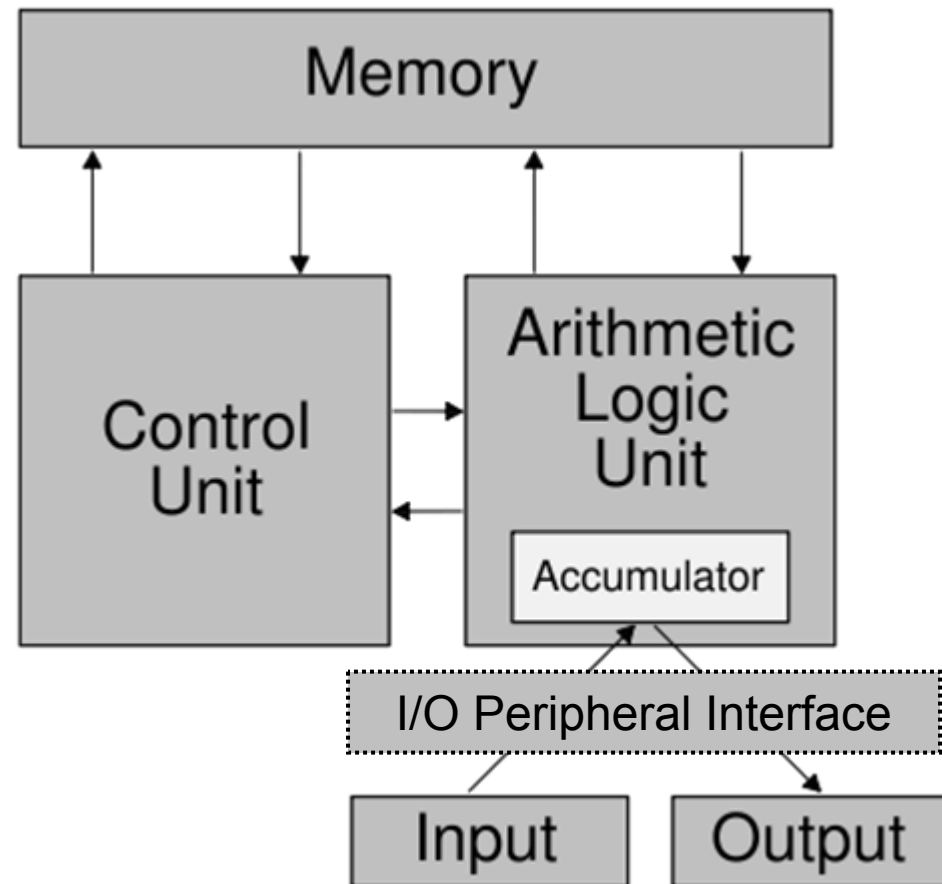 Memory
Control
Unit
Arithmetic
Logic
Unit
Accumulator
I/O Peripheral Interface
Input
Output